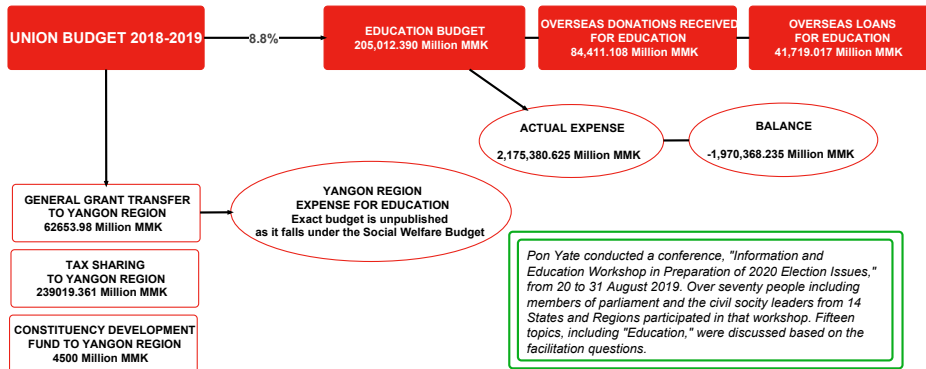 UNION BUDGET 2018-2019
8.8%
EDUCATION BUDGET
205,012.390 Million MMK
OVERSEAS DONATIONS RECEIVED
FOR EDUCATION
84,411.108 Million MMK
OVERSEAS LOANS
FOR EDUCATION
41,719.017 Million MMK
ACTUAL EXPENSE
2,175,380.625 Million MMK
BALANCE
-1,970,368.235 Million MMK
GENERAL GRANT TRANSFER
TO YANGON REGION
62653.98 Million MMK
YANGON REGION
EXPENSE FOR EDUCATION
Exact budget is unpublished
as it falls under the Social Welfare Budget
TAX SHARING
TO YANGON REGION
239019.361 Million MMK
CONSTITUENCY DEVELOPMENT
FUND TO YANGON REGION
4500 Million MMK
Pon Yate conducted a conference, "Information and
Education Workshop in Preparation of 2020 Election Issues,"
from 20 to 31 August 2019. Over seventy people including
members of parliament and the civil socity leaders from 14
States and Regions participated in that workshop. Fifteen
topics, including "Education," were discussed based on the
facilitation questions.